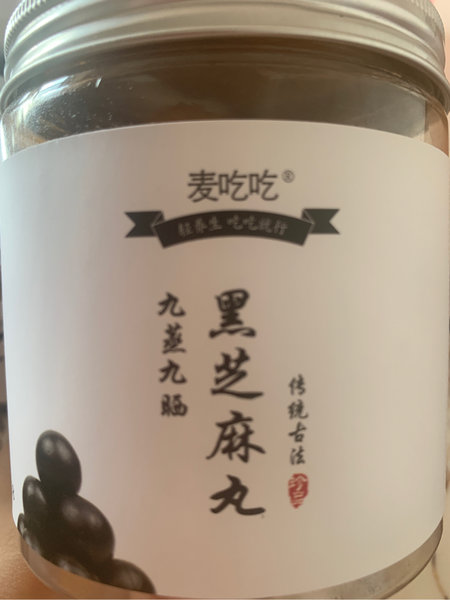 麦吃吃®
轻养生 吃吃就行
黑芝麻丸
九蒸九晒
传统古法